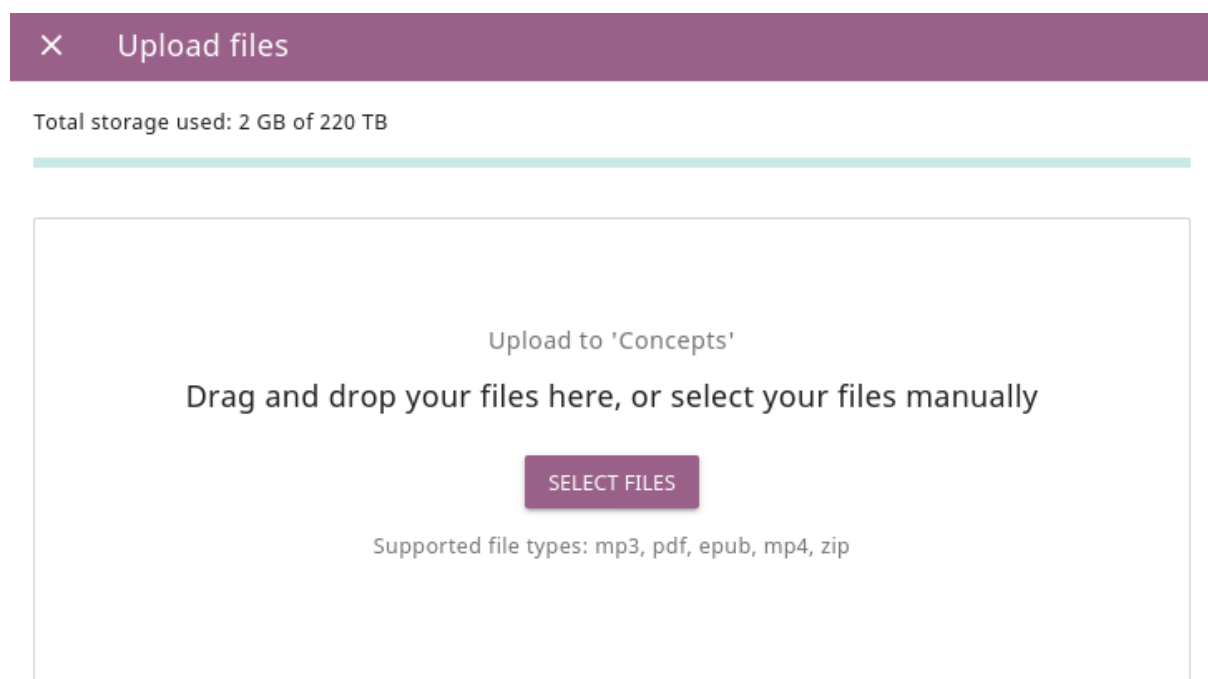 Upload files
Total storage used: 2 GB of 220 TB
Upload to 'Concepts'
Drag and drop your files here, or select your files manually
SELECT FILES
Supported file types: mp3, pdf, epub, mp4, zip